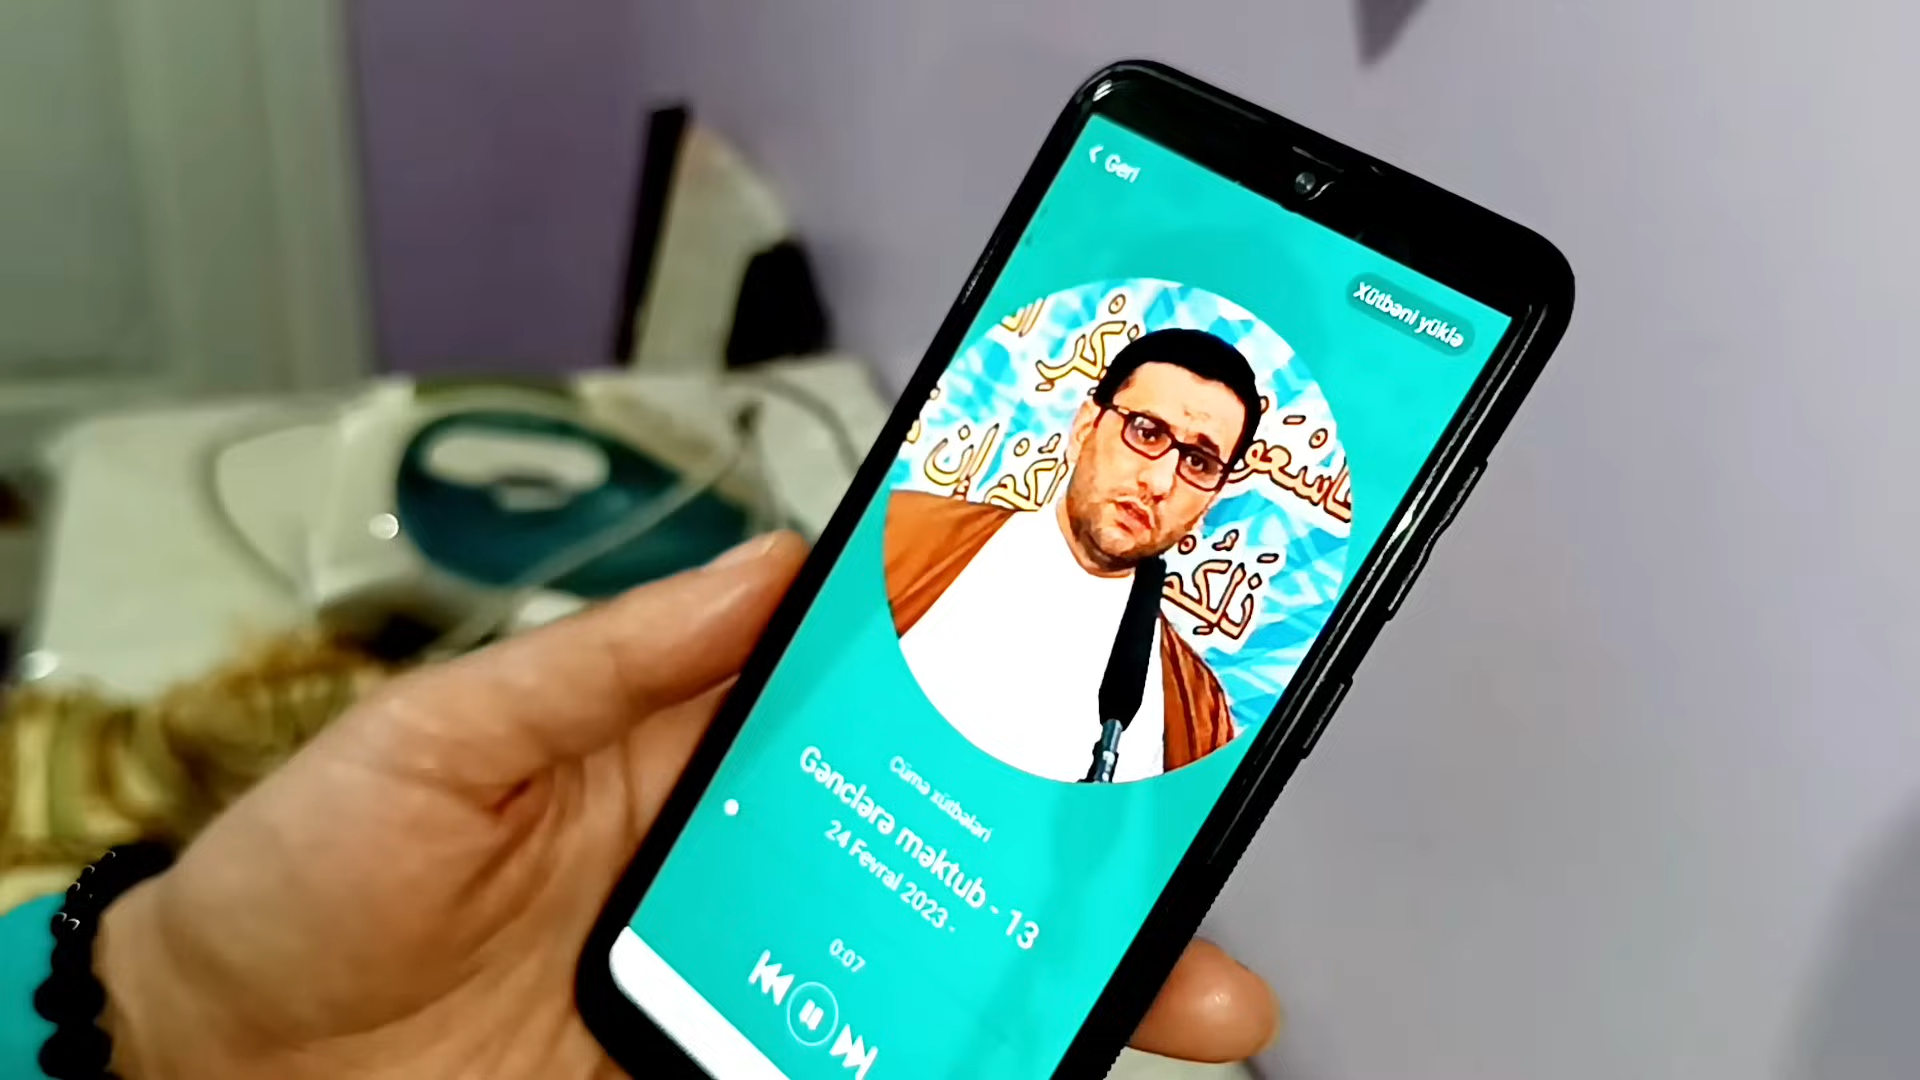 Geri
Xütbəni yüklə
ذَٰلِكُمْ
Cümə xütbələri
Gənclərə məktub - 13
24 Fevral 2023 -
0:07